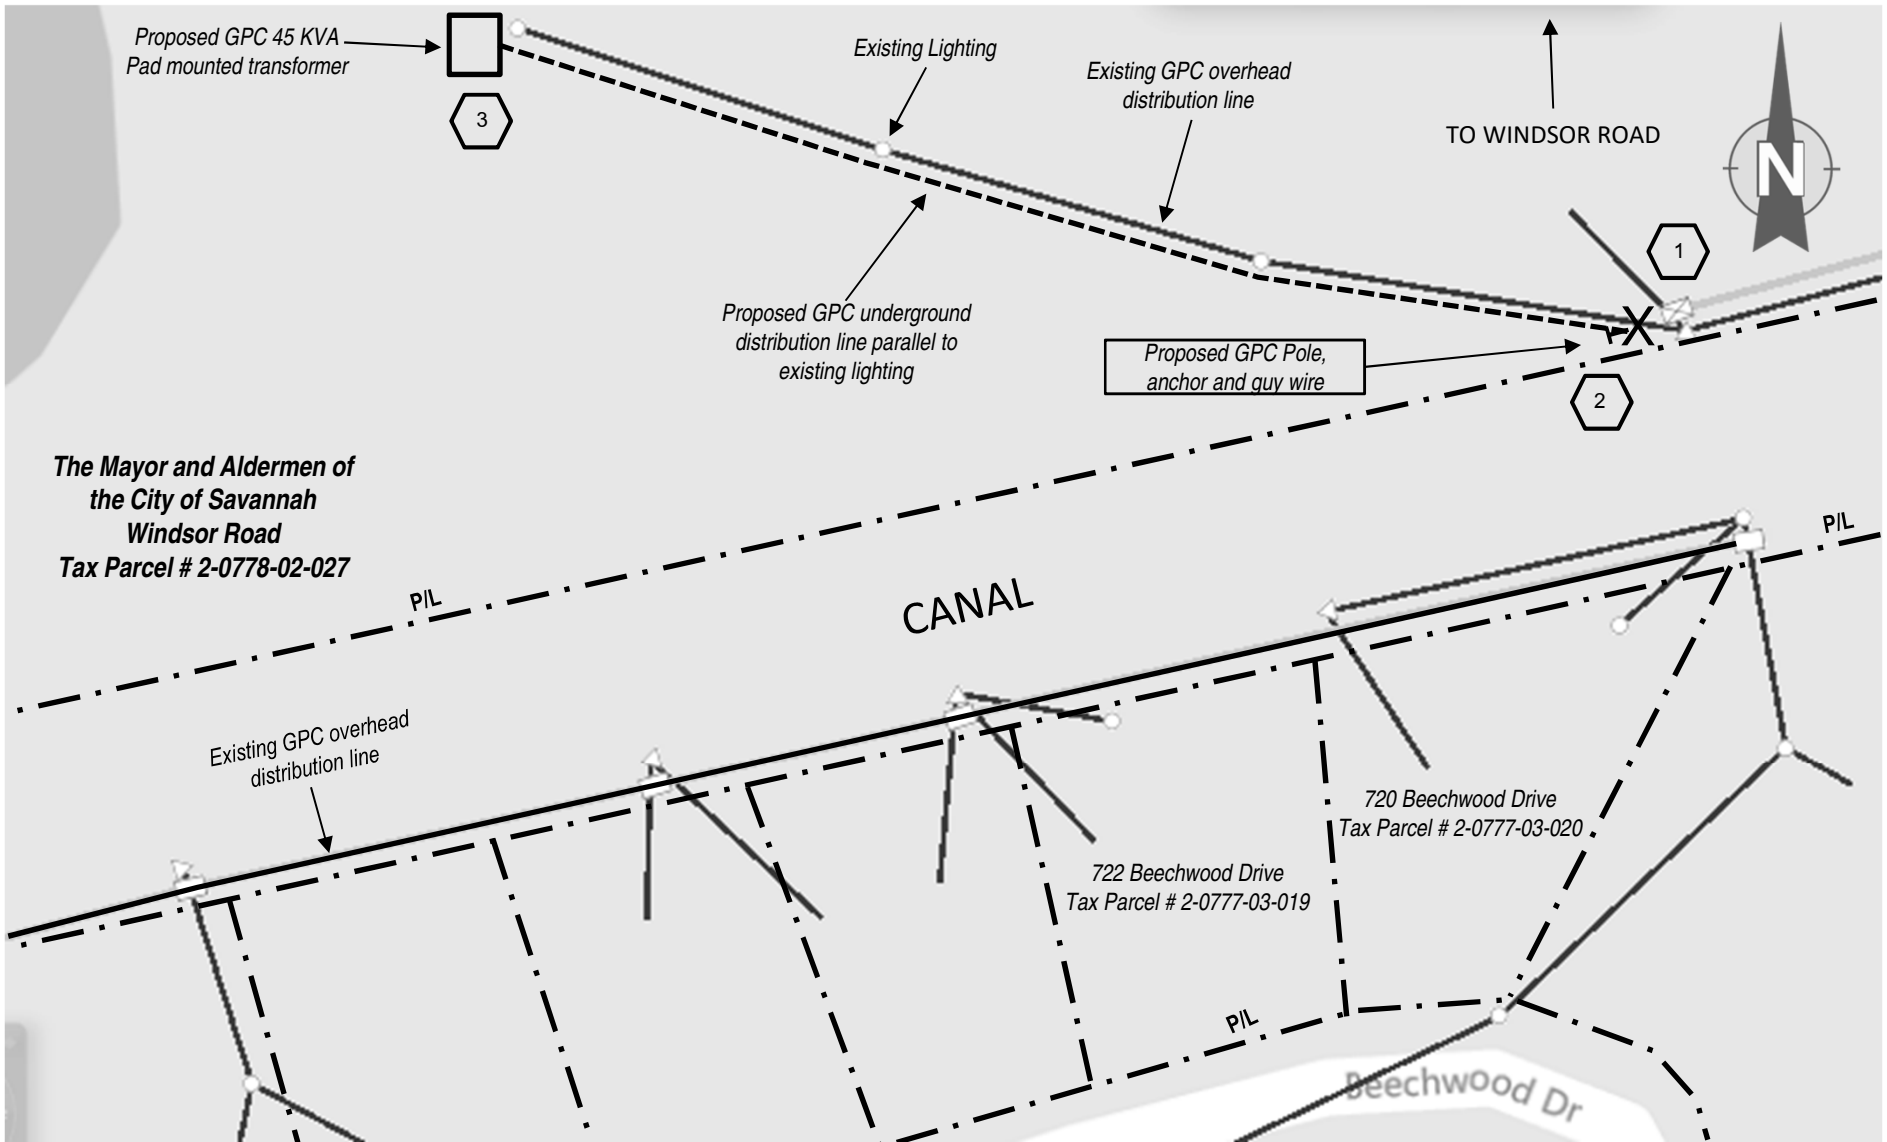 Proposed GPC 45 KVA
Pad mounted transformer
3
Existing Lighting
Existing GPC overhead
distribution line
TO WINDSOR ROAD
N
1
Proposed GPC underground
distribution line parallel to
existing lighting
X
Proposed GPC Pole,
anchor and guy wire
2
The Mayor and Aldermen of
the City of Savannah
Windsor Road
Tax Parcel # 2-0778-02-027
P/L
P/L
CANAL
Existing GPC overhead
distribution line
720 Beechwood Drive
Tax Parcel # 2-0777-03-020
722 Beechwood Drive
Tax Parcel # 2-0777-03-019
P/L
Beechwood Dr